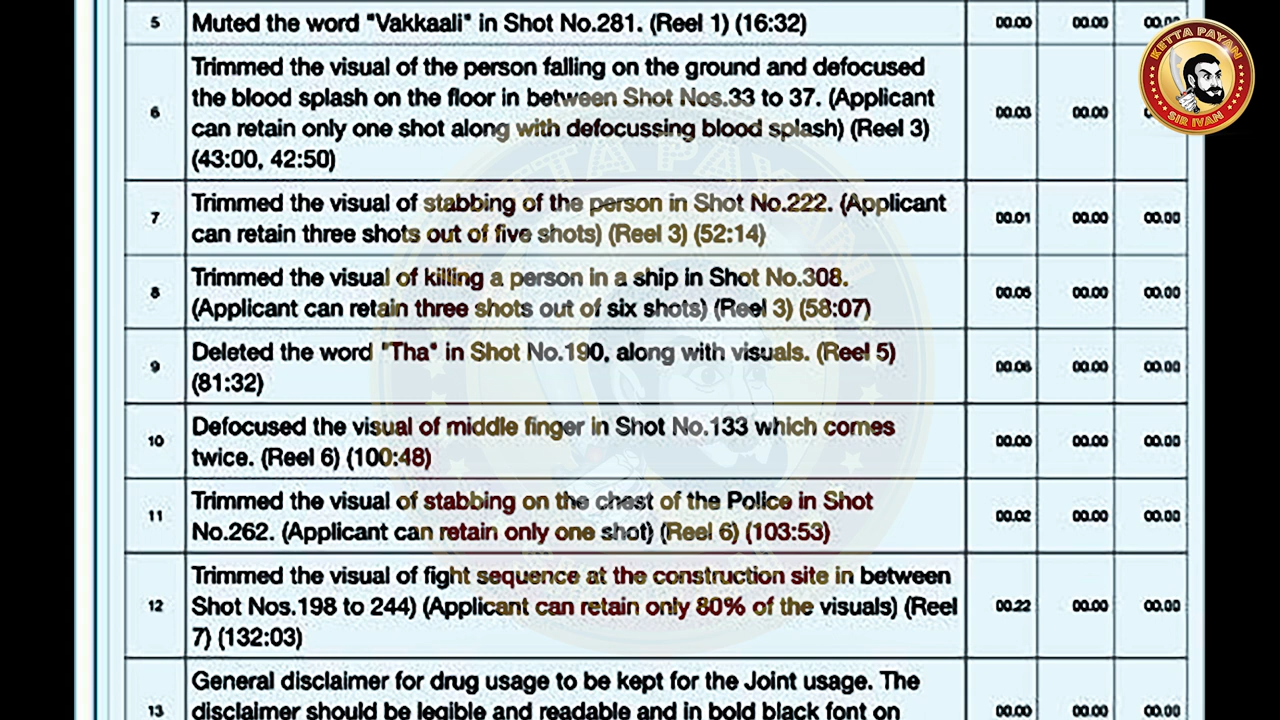 5 Muted the word "Vakkaali" in Shot No.281. (Reel 1) (16:32) 00.00 00.00 00.00
Trimmed the visual of the person falling on the ground and defocused
the blood splash on the floor in between Shot Nos.33 to 37. (Applicant
6 can retain only one shot along with defocussing blood splash) (Reel 3) 00.03 00.00
(43:00, 42:50)
7 Trimmed the visual of stabbing of the person in Shot No.222. (Applicant 00.01 00.00 00.00
can retain three shots out of five shots) (Reel 3) (52:14)
8 Trimmed the visual of killing a person in a ship in Shot No.308. 00.05 00.00 00.00
(Applicant can retain three shots out of six shots) (Reel 3) (58:07)
9 Deleted the word "Tha" in Shot No.190, along with visuals. (Reel 5) 00.06 00.00 00.00
(81:32)
10 Defocused the visual of middle finger in Shot No.133 which comes 00.00 00.00 00.00
twice. (Reel 6) (100:48)
11 Trimmed the visual of stabbing on the chest of the Police in Shot 00.02 00.00 00.00
No.262. (Applicant can retain only one shot) (Reel 6) (103:53)
Trimmed the visual of fight sequence at the construction site in between
12 Shot Nos.198 to 244) (Applicant can retain only 80% of the visuals) (Reel 00.22 00.00 00.00
7) (132:03)
General disclaimer for drug usage to be kept for the Joint usage. The
13 disclaimer should be legible and readable and in bold black font on 00.00 00.00 00.00
KETTA PAYAN
SIR IVAN